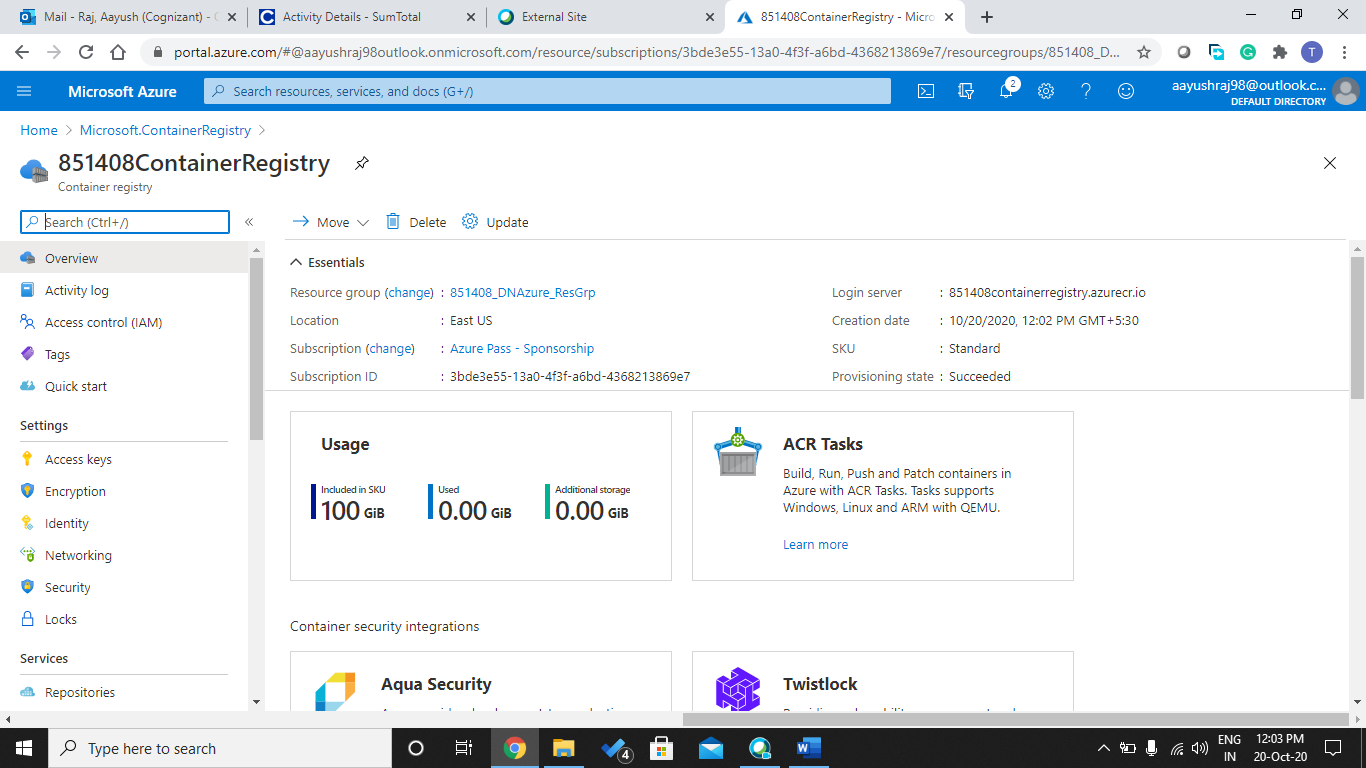 Mail - Raj, Aayush (Cognizant) -
Activity Details - SumTotal
External Site
851408ContainerRegistry - Micro
portal.azure.com/#@aayushraj98outlook.onmicrosoft.com/resource/subscriptions/3bde3e55-13a0-4f3f-a6bd-4368213869e7/resourcegroups/851408_D...
T
Microsoft Azure
Search resources, services, and docs (G+/)
2
aayushraj98@outlook.c...
DEFAULT DIRECTORY
Home > Microsoft.ContainerRegistry >
851408ContainerRegistry
Container registry
Search (Ctrl+/)
«
Move
Delete
Update
Overview
Activity log
Access control (IAM)
Tags
Quick start
Settings
Access keys
Encryption
Identity
Networking
Security
Locks
Services
Repositories
Essentials
Resource group (change) : 851408_DNAzure_ResGrp
Location : East US
Subscription (change) : Azure Pass - Sponsorship
Subscription ID : 3bde3e55-13a0-4f3f-a6bd-4368213869e7
Login server : 851408containerregistry.azurecr.io
Creation date : 10/20/2020, 12:02 PM GMT+5:30
SKU : Standard
Provisioning state : Succeeded
Usage
Included in SKU
100 GiB
Used
0.00 GiB
Additional storage
0.00 GiB
ACR Tasks
Build, Run, Push and Patch containers in
Azure with ACR Tasks. Tasks supports
Windows, Linux and ARM with QEMU.
Learn more
Container security integrations
Aqua Security
Twistlock
Type here to search
4
ENG
IN
12:03 PM
20-Oct-20